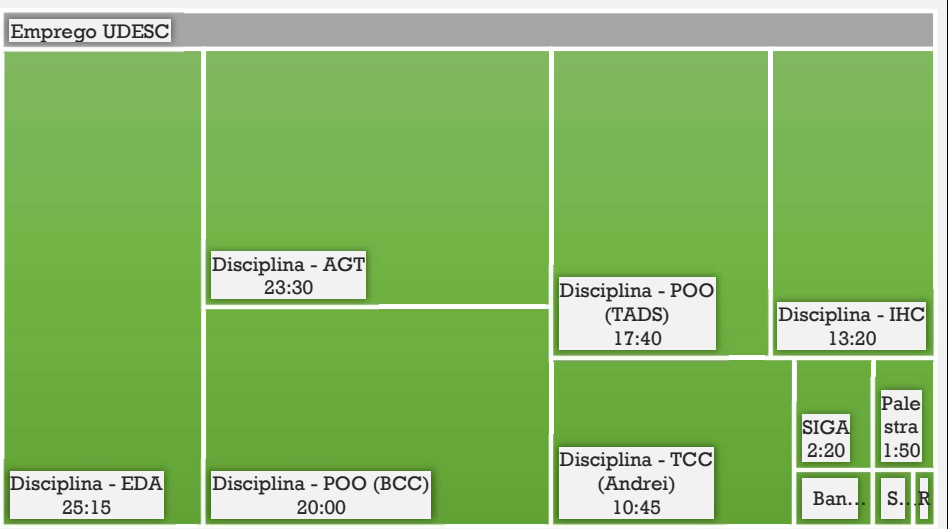 Emprego UDESC
Disciplina - EDA
25:15
Disciplina - AGT
23:30
Disciplina - POO (BCC)
20:00
Disciplina - POO
(TADS)
17:40
Disciplina - IHC
13:20
Disciplina - TCC
(Andrei)
10:45
SIGA
2:20
Pale
stra
1:50
Ban...
S...
R